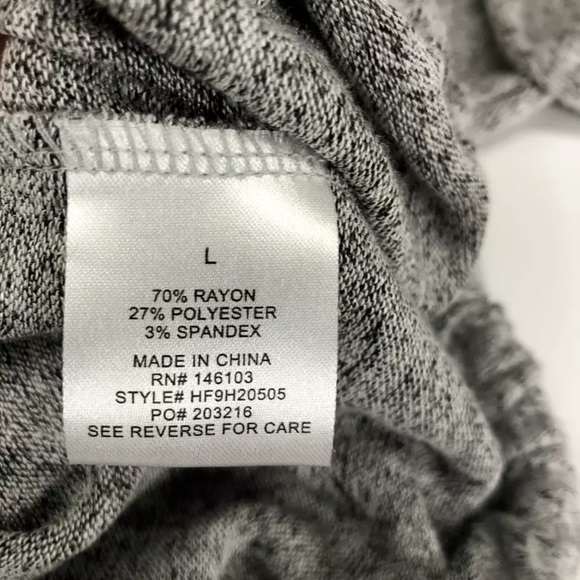 L
70% RAYON
27% POLYESTER
3% SPANDEX
MADE IN CHINA
RN# 146103
STYLE# HF9H20505
PO# 203216
SEE REVERSE FOR CARE